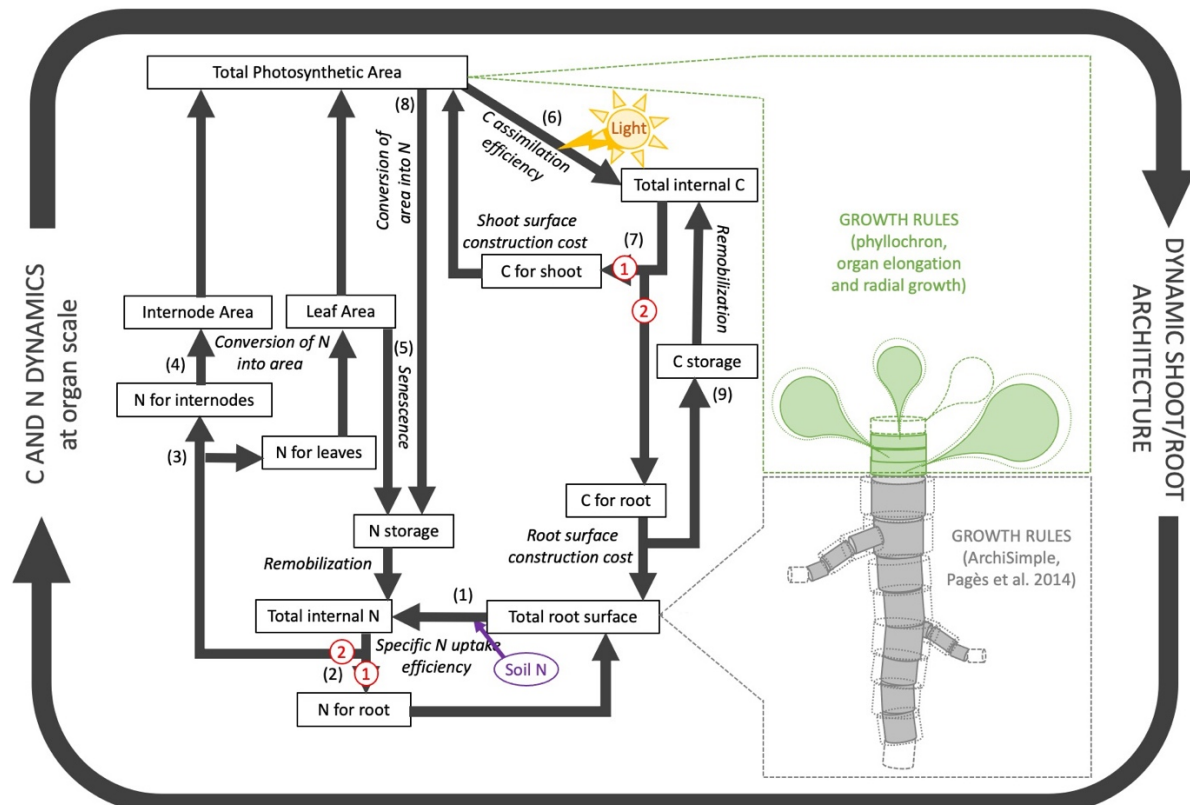 Total Photosynthetic Area
(8)
(6)
Light
C assimilation
efficiency
Conversion of
area into N
Total internal C
Shoot surface
construction cost
(7)
1
C for shoot
2
Remobilization
Internode Area
Leaf Area
(4)
Conversion of N
into area
(5)
Senescence
C storage
(9)
N for internodes
(3)
N for leaves
C for root
N storage
Root surface
construction cost
Remobilization
Total internal N
(1)
Total root surface
2
(2)
1
Specific N uptake
efficiency
Soil N
N for root
C AND N DYNAMICS
at organ scale
GROWTH RULES
(phyllochron,
organ elongation
and radial growth)
GROWTH RULES
(ArchiSimple,
Pagès et al. 2014)
DYNAMIC SHOOT/ROOT
ARCHITECTURE